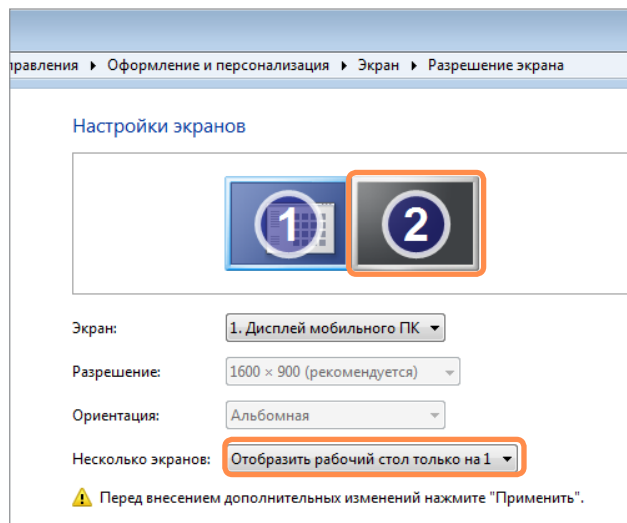 правления ▸ Оформление и персонализация ▸ Экран ▸ Разрешение экрана
Настройки экранов
1 2
Экран: 1. Дисплей мобильного ПК
Разрешение: 1600 × 900 (рекомендуется)
Ориентация: Альбомная
Несколько экранов: Отобразить рабочий стол только на 1
Перед внесением дополнительных изменений нажмите "Применить".